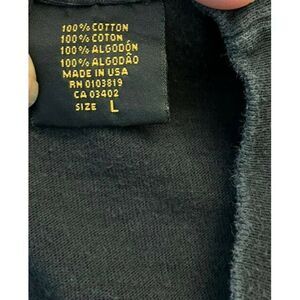 100% COTTON
100% COTON
100% ALGODÓN
100% ALGODÃO
MADE IN USA
RN 0103819
CA 03402
SIZE L